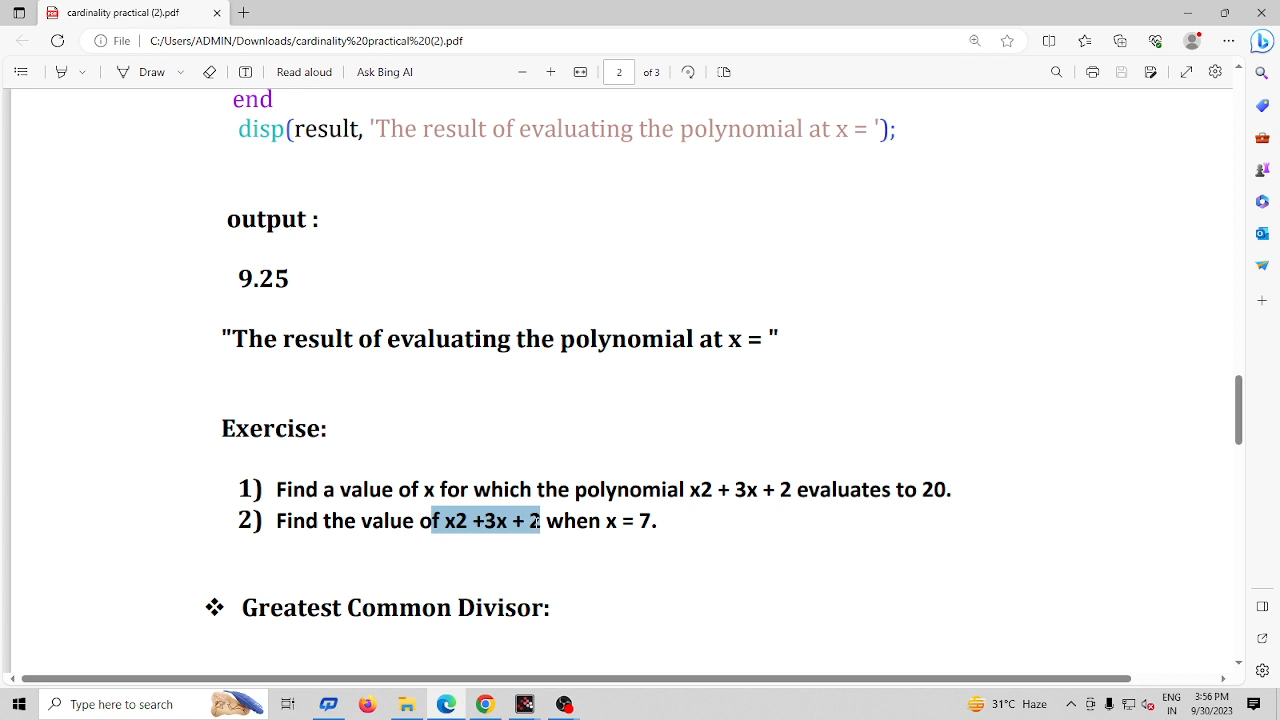 cardinality practical (2).pdf
File
C:/Users/ADMIN/Downloads/cardinality%20practical%20(2).pdf
Draw
Read aloud
Ask Bing AI
2
of 3
end
disp(result, 'The result of evaluating the polynomial at x = ');
output :
9.25
"The result of evaluating the polynomial at x = "
Exercise:
1) Find a value of x for which the polynomial x2 + 3x + 2 evaluates to 20.
2) Find the value of x2 +3x + 2 when x = 7.
❖ Greatest Common Divisor:
Type here to search
31°C Haze
ENG
IN
3:56 PM
9/30/2023